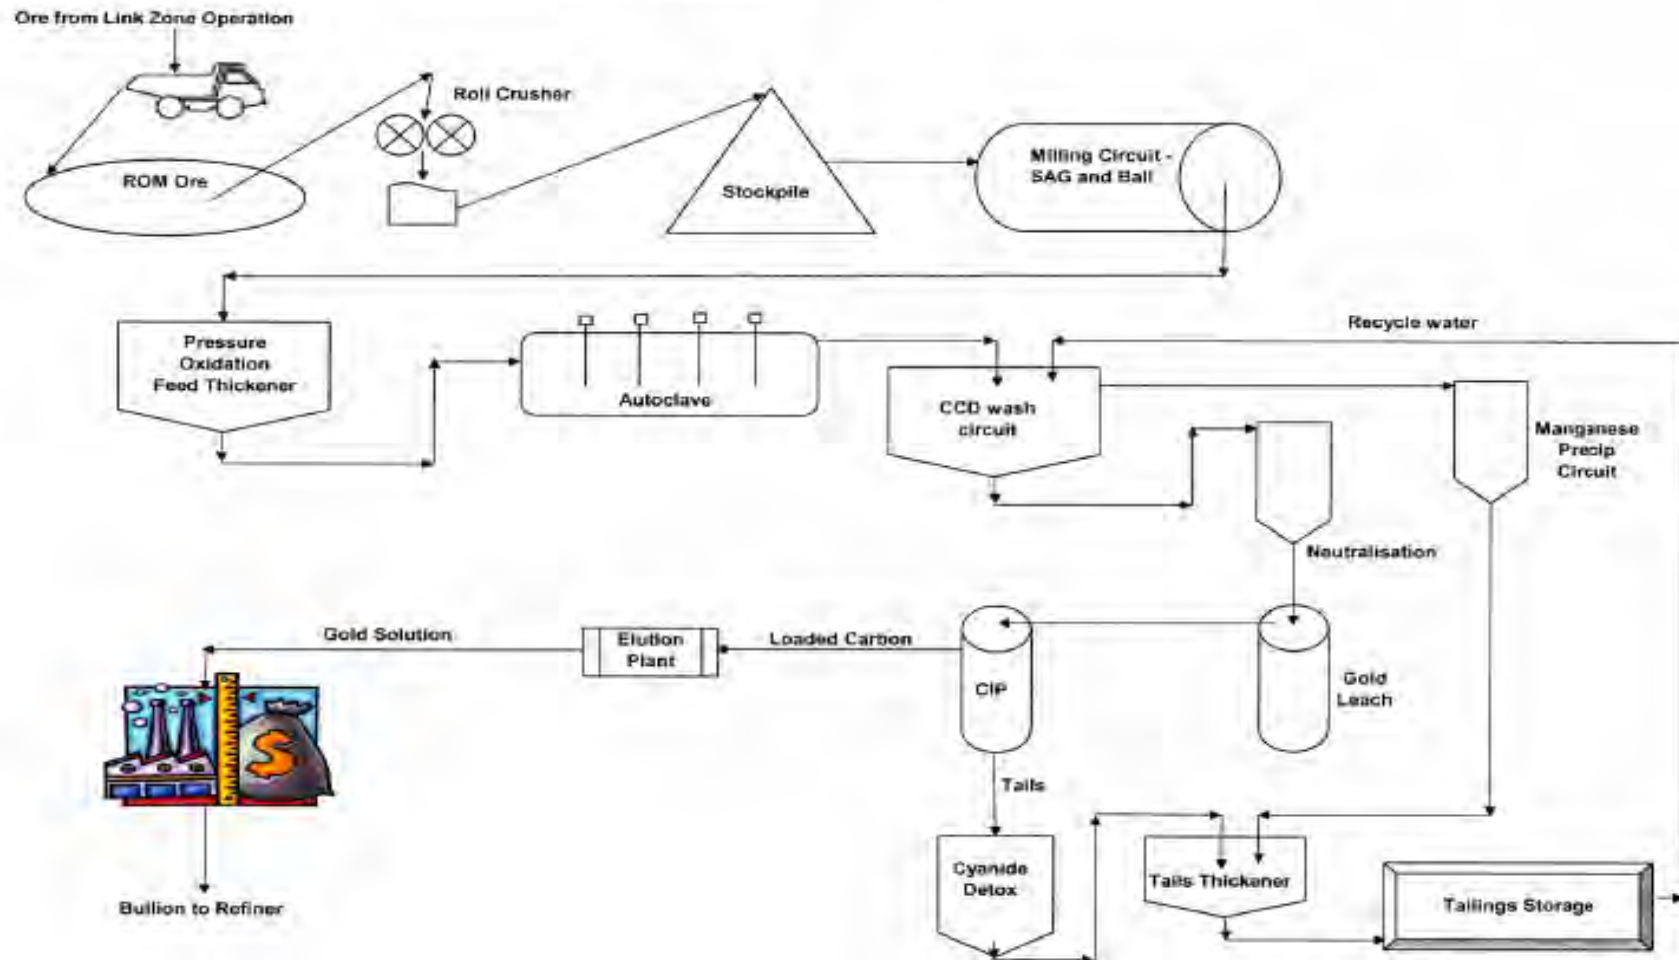 Ore from Link Zone Operation
Roll Crusher
ROM Ore
Stockpile
Milling Circuit -
SAG and Ball
Recycle water
Pressure
Oxidation
Feed Thickener
Autoclave
CCD wash
circuit
Manganese
Precip
Circuit
Neutralisation
Gold Solution
Elution
Plant
Loaded Carbon
CIP
Gold
Leach
$
Tails
Cyanide
Detox
Tails Thickener
Tailings Storage
Bullion to Refiner